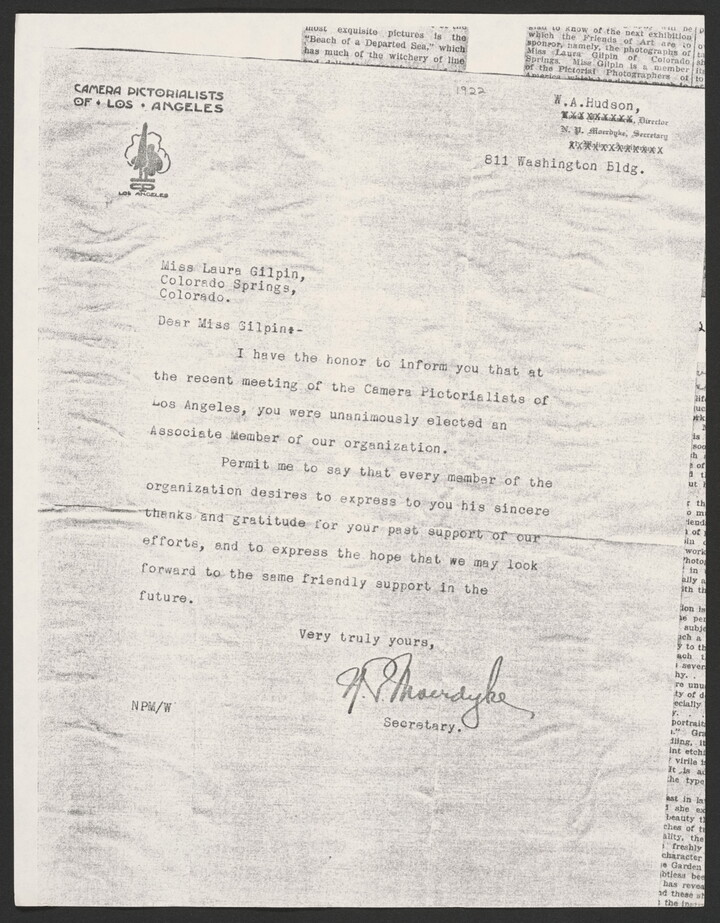 most exquisite pictures is the
"Beach of a Departed Sea," which
has much of the witchery of line
to know of the next exhibition
which the Friends of Art are to
sponsor, namely, the photographs of
Miss Laura Gilpin of Colorado
Springs. Miss Gilpin is a member
of the Pictorial Photographers of
CAMERA PICTORIALISTS
OF • LOS • ANGELES
LOS ANGELES
1922
W.A.Hudson,
Director
N. P. Moerdyke, Secretary
811 Washington Bldg.
Miss Laura Gilpin,
Colorado Springs,
Colorado.
Dear Miss Gilpin:-
I have the honor to inform you that at
the recent meeting of the Camera Pictorialists of
Los Angeles, you were unanimously elected an
Associate Member of our organization.
Permit me to say that every member of the
organization desires to express to you his sincere
thanks and gratitude for your past support of our
efforts, and to express the hope that we may look
forward to the same friendly support in the
future.
Very truly yours,
N P Moerdyke
NPM/W
Secretary.